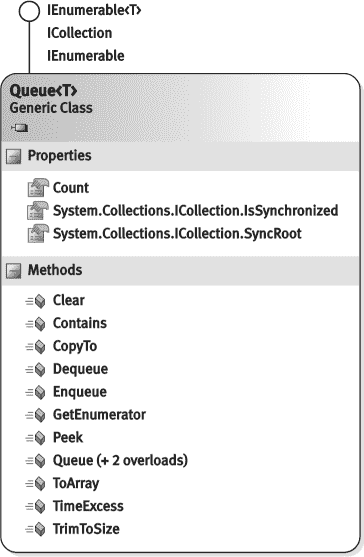 IEnumerable<T>
ICollection
IEnumerable
Queue<T>
Generic Class
Properties
Count
System.Collections.ICollection.IsSynchronized
System.Collections.ICollection.SyncRoot
Methods
Clear
Contains
CopyTo
Dequeue
Enqueue
GetEnumerator
Peek
Queue (+ 2 overloads)
ToArray
TimeExcess
TrimToSize